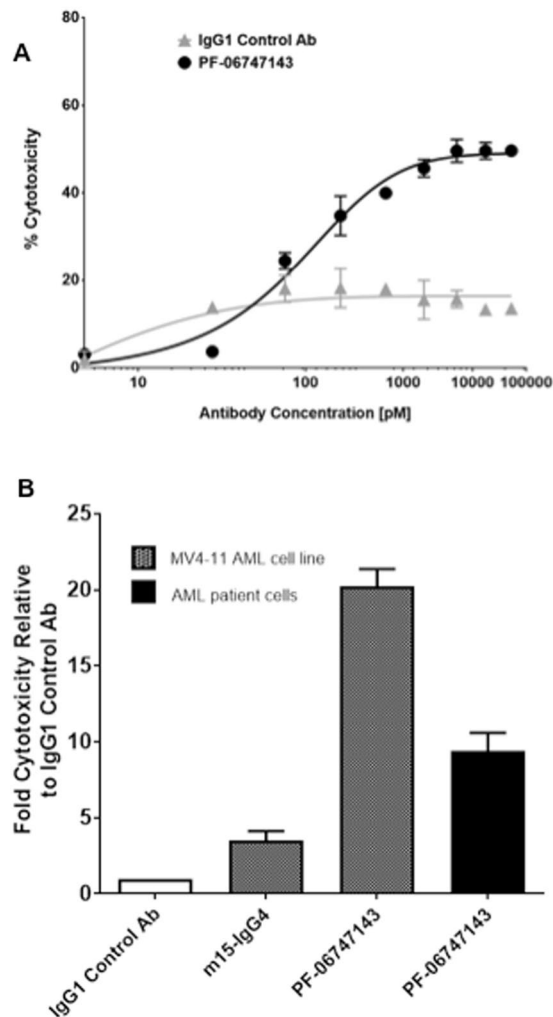 A
80
60
40
20
0
% Cytotoxicity
IgG1 Control Ab
PF-06747143
10
100
1000
10000
100000
Antibody Concentration [pM]
B
25
20
15
10
5
0
Fold Cytotoxicity Relative
to IgG1 Control Ab
MV4-11 AML cell line
AML patient cells
IgG1 Control Ab
m15-IgG4
PF-06747143
PF-06747143